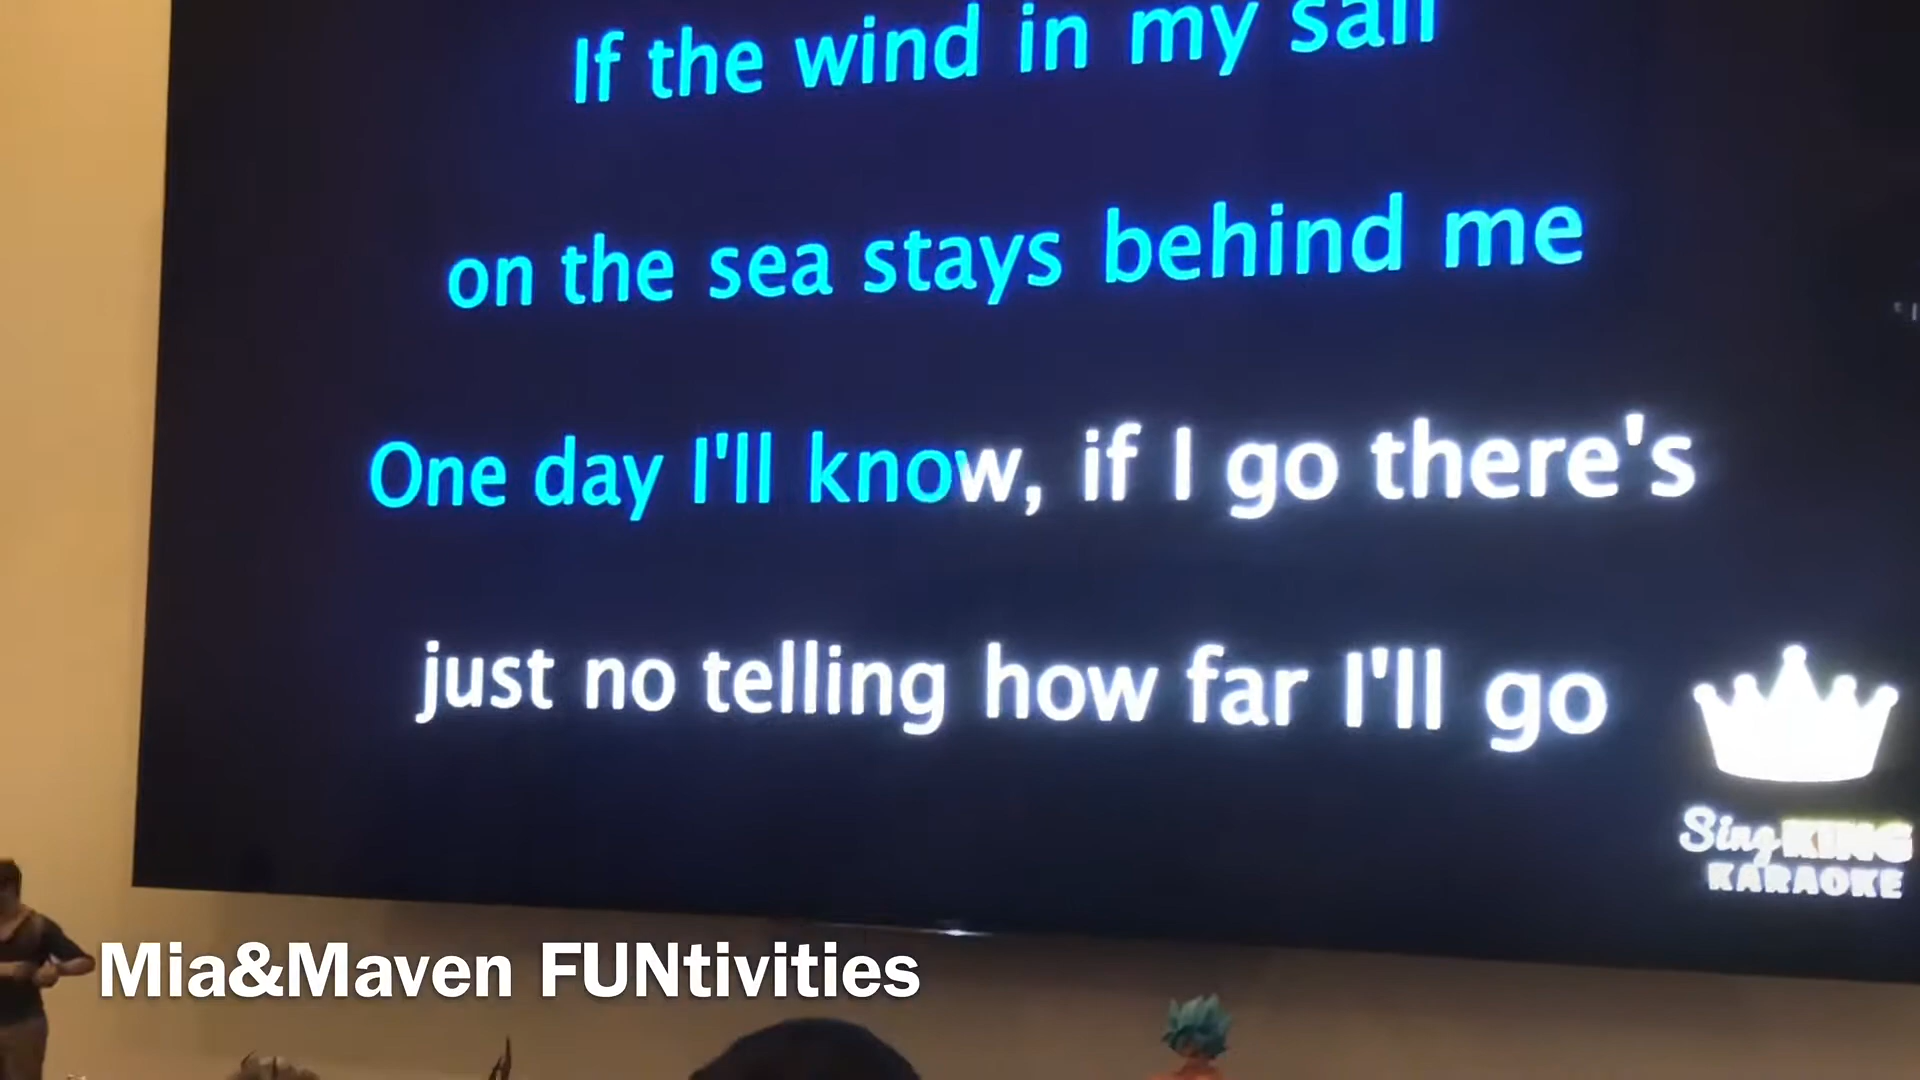 If the wind in my sail
on the sea stays behind me
One day I'll know, if I go there's
just no telling how far I'll go
Sing KING
KARAOKE
Mia&Maven FUNtivities